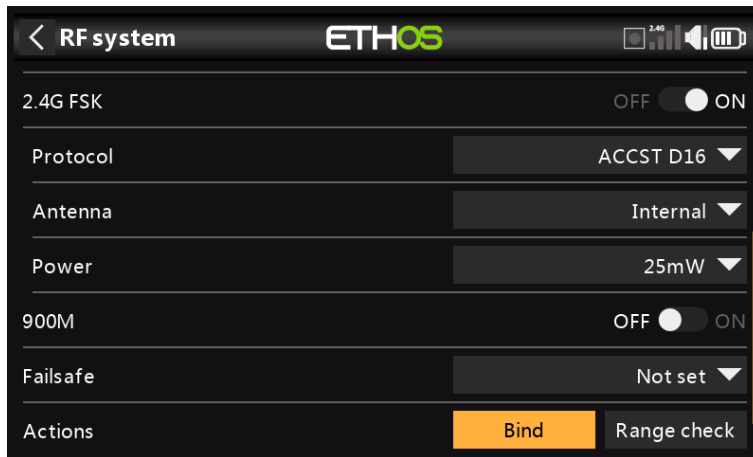 RF system ETHOS 2.4G
2.4G FSK OFF ON
Protocol ACCST D16
Antenna Internal
Power 25mW
900M OFF ON
Failsafe Not set
Actions Bind Range check